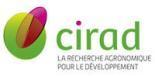 cirad
LA RECHERCHE AGRONOMIQUE
POUR LE DÉVELOPPEMENT